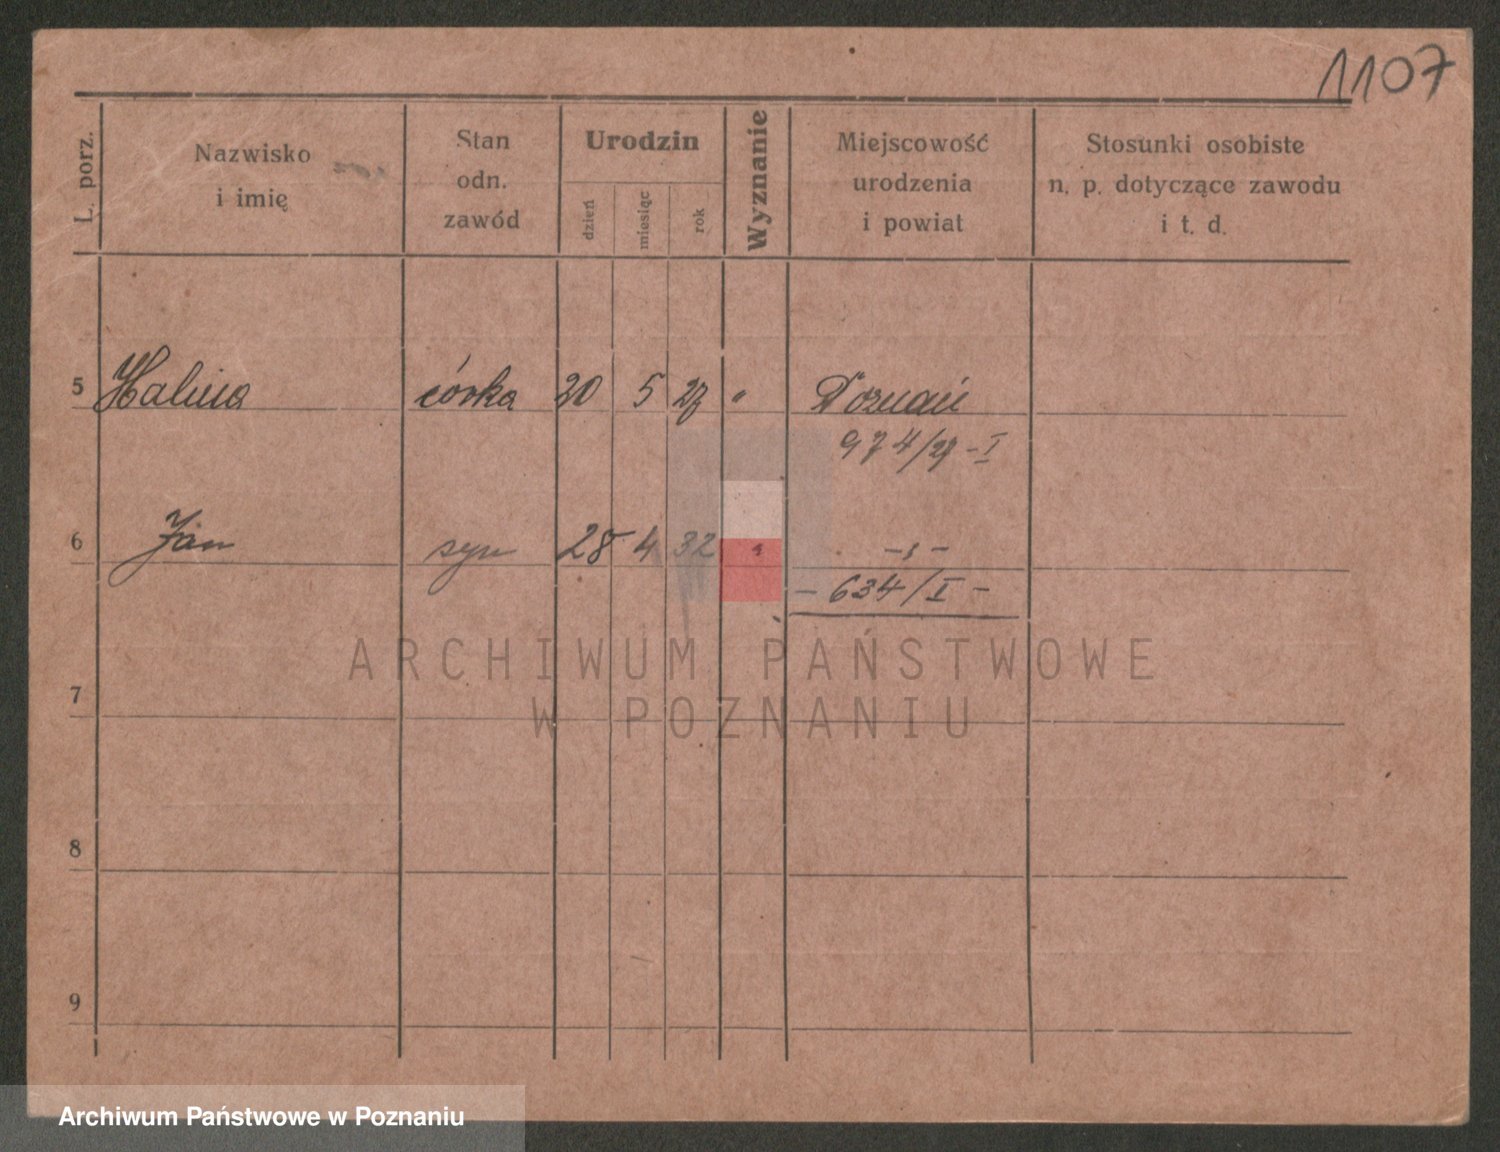 1107
L. porz.
Nazwisko
i imię
Stan
odn.
zawód
Urodzin
dzień
miesiąc
rok
Wyznanie
Miejscowość
urodzenia
i powiat
Stosunki osobiste
n. p. dotyczące zawodu
i t. d.
5 Halina córka 20 5 27 " Poznań
974/27 - I
6 Jan syn 28 4 32 " - " -
- 634/I -
ARCHIWUM PAŃSTWOWE
W POZNANIU
7
8
9
Archiwum Państwowe w Poznaniu